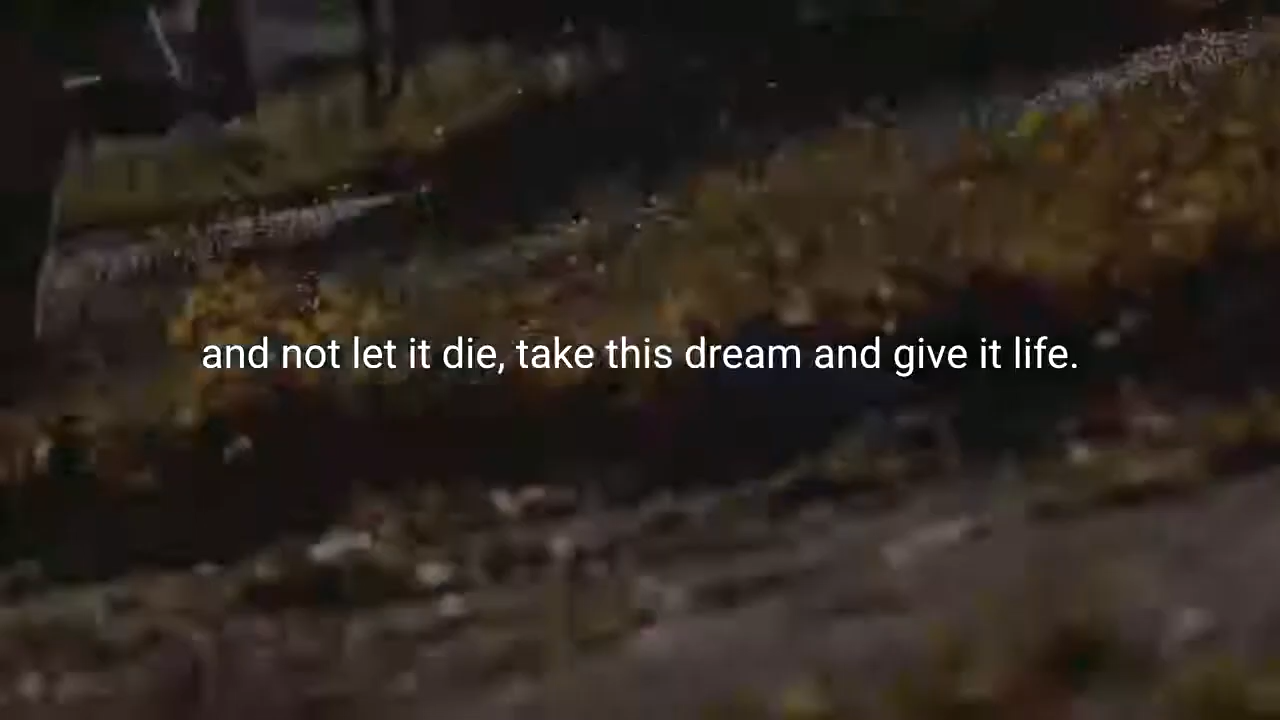 and not let it die, take this dream and give it life.